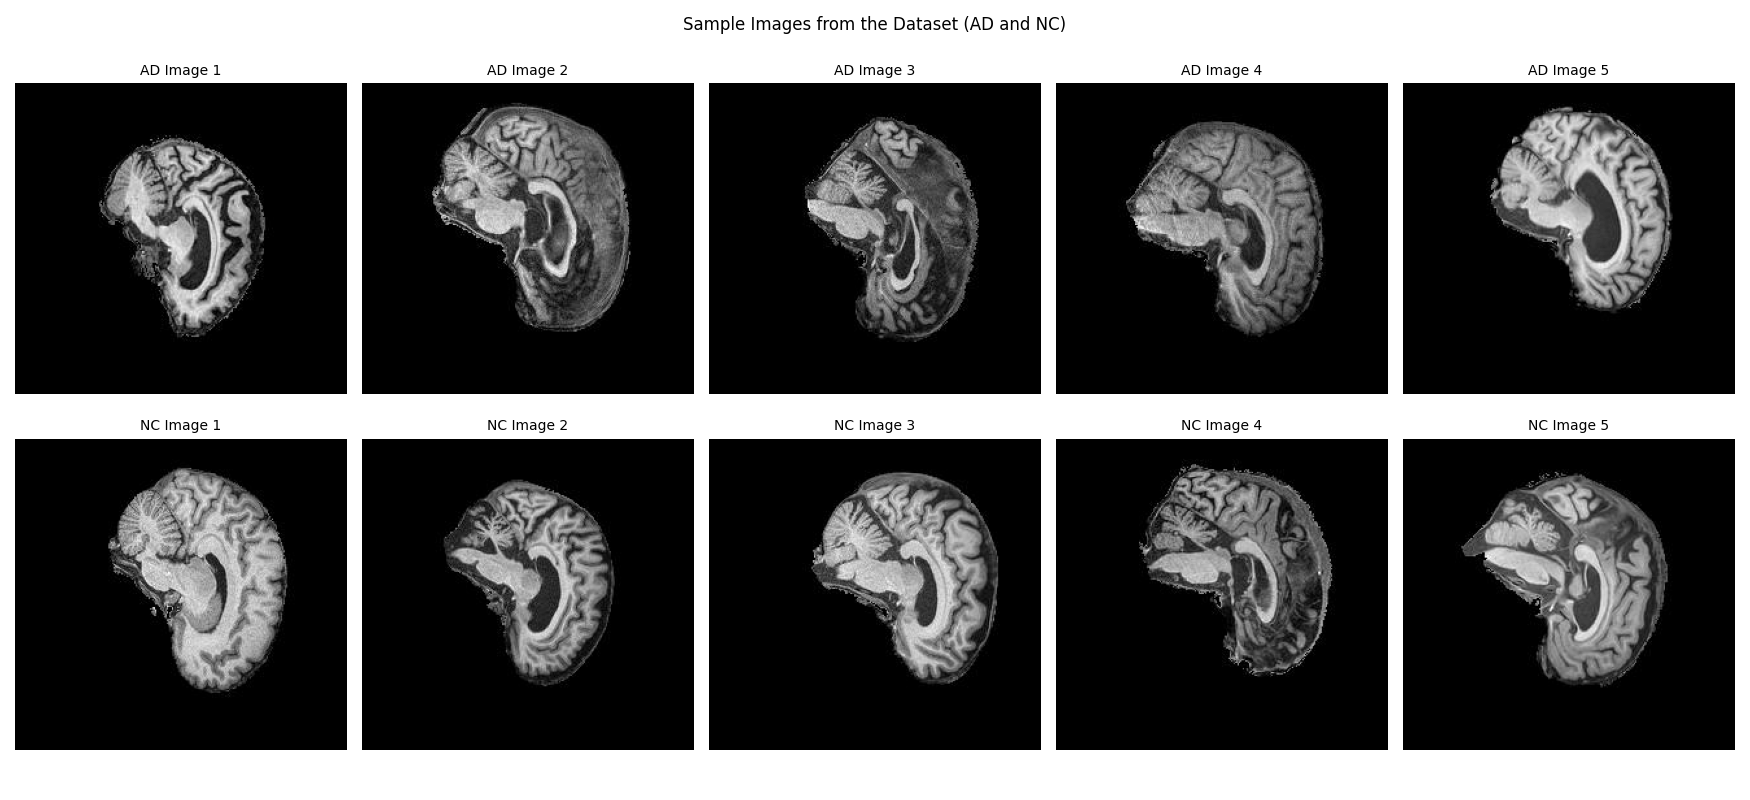 Sample Images from the Dataset (AD and NC)
AD Image 1
AD Image 2
AD Image 3
AD Image 4
AD Image 5
NC Image 1
NC Image 2
NC Image 3
NC Image 4
NC Image 5